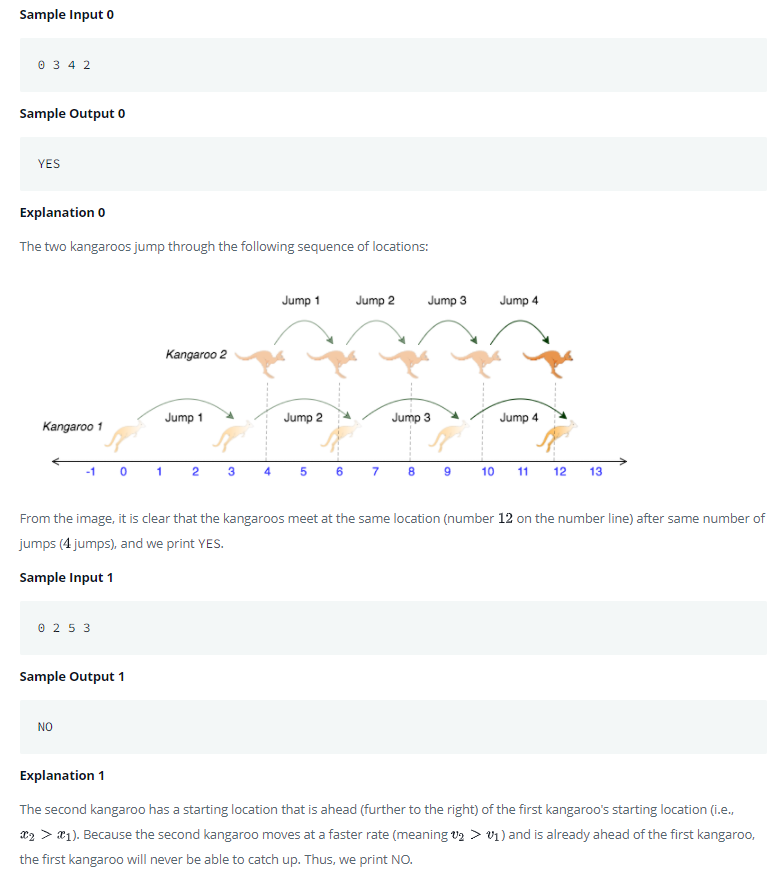 Sample Input 0
0 3 4 2
Sample Output 0
YES
Explanation 0
The two kangaroos jump through the following sequence of locations:
Jump 1 Jump 2 Jump 3 Jump 4
Kangaroo 2
Kangaroo 1 Jump 1 Jump 2 Jump 3 Jump 4
-1 0 1 2 3 4 5 6 7 8 9 10 11 12 13
From the image, it is clear that the kangaroos meet at the same location (number 12 on the number line) after same number of
jumps (4 jumps), and we print YES.
Sample Input 1
0 2 5 3
Sample Output 1
NO
Explanation 1
The second kangaroo has a starting location that is ahead (further to the right) of the first kangaroo's starting location (i.e.,
x₂ > x₁). Because the second kangaroo moves at a faster rate (meaning v₂ > v₁) and is already ahead of the first kangaroo,
the first kangaroo will never be able to catch up. Thus, we print NO.